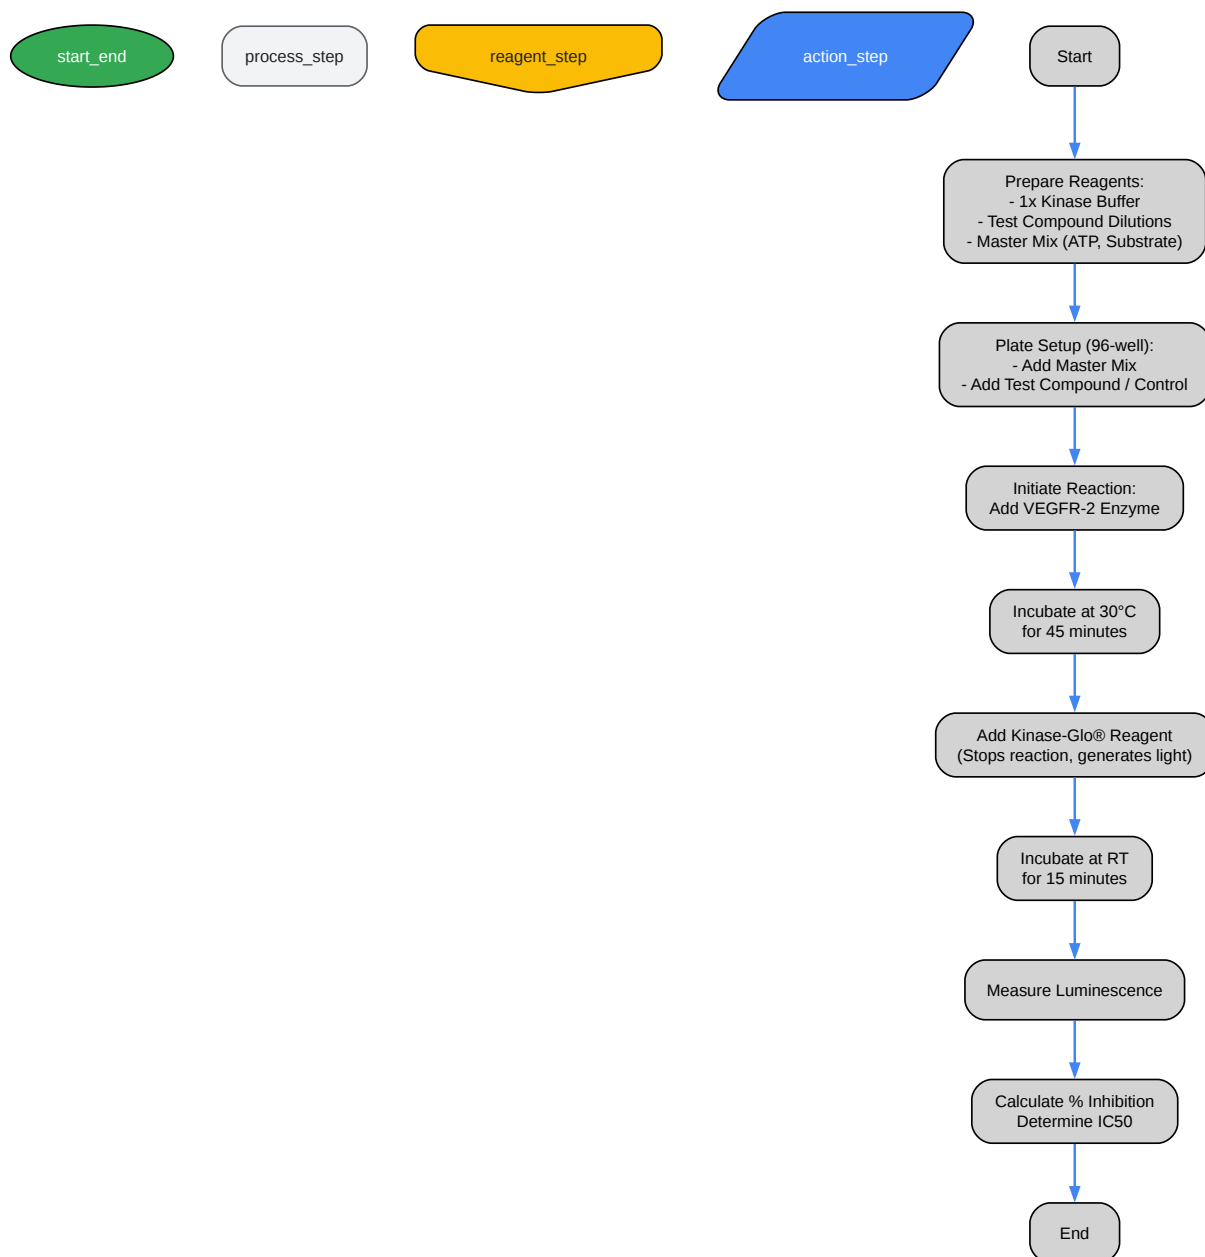 start_end
process_step
reagent_step
action_step
Start
Prepare Reagents:
- 1x Kinase Buffer
- Test Compound Dilutions
- Master Mix (ATP, Substrate)
Plate Setup (96-well):
- Add Master Mix
- Add Test Compound / Control
Initiate Reaction:
Add VEGFR-2 Enzyme
Incubate at 30°C
for 45 minutes
Add Kinase-Glo® Reagent
(Stops reaction, generates light)
Incubate at RT
for 15 minutes
Measure Luminescence
Calculate % Inhibition
Determine IC50
End